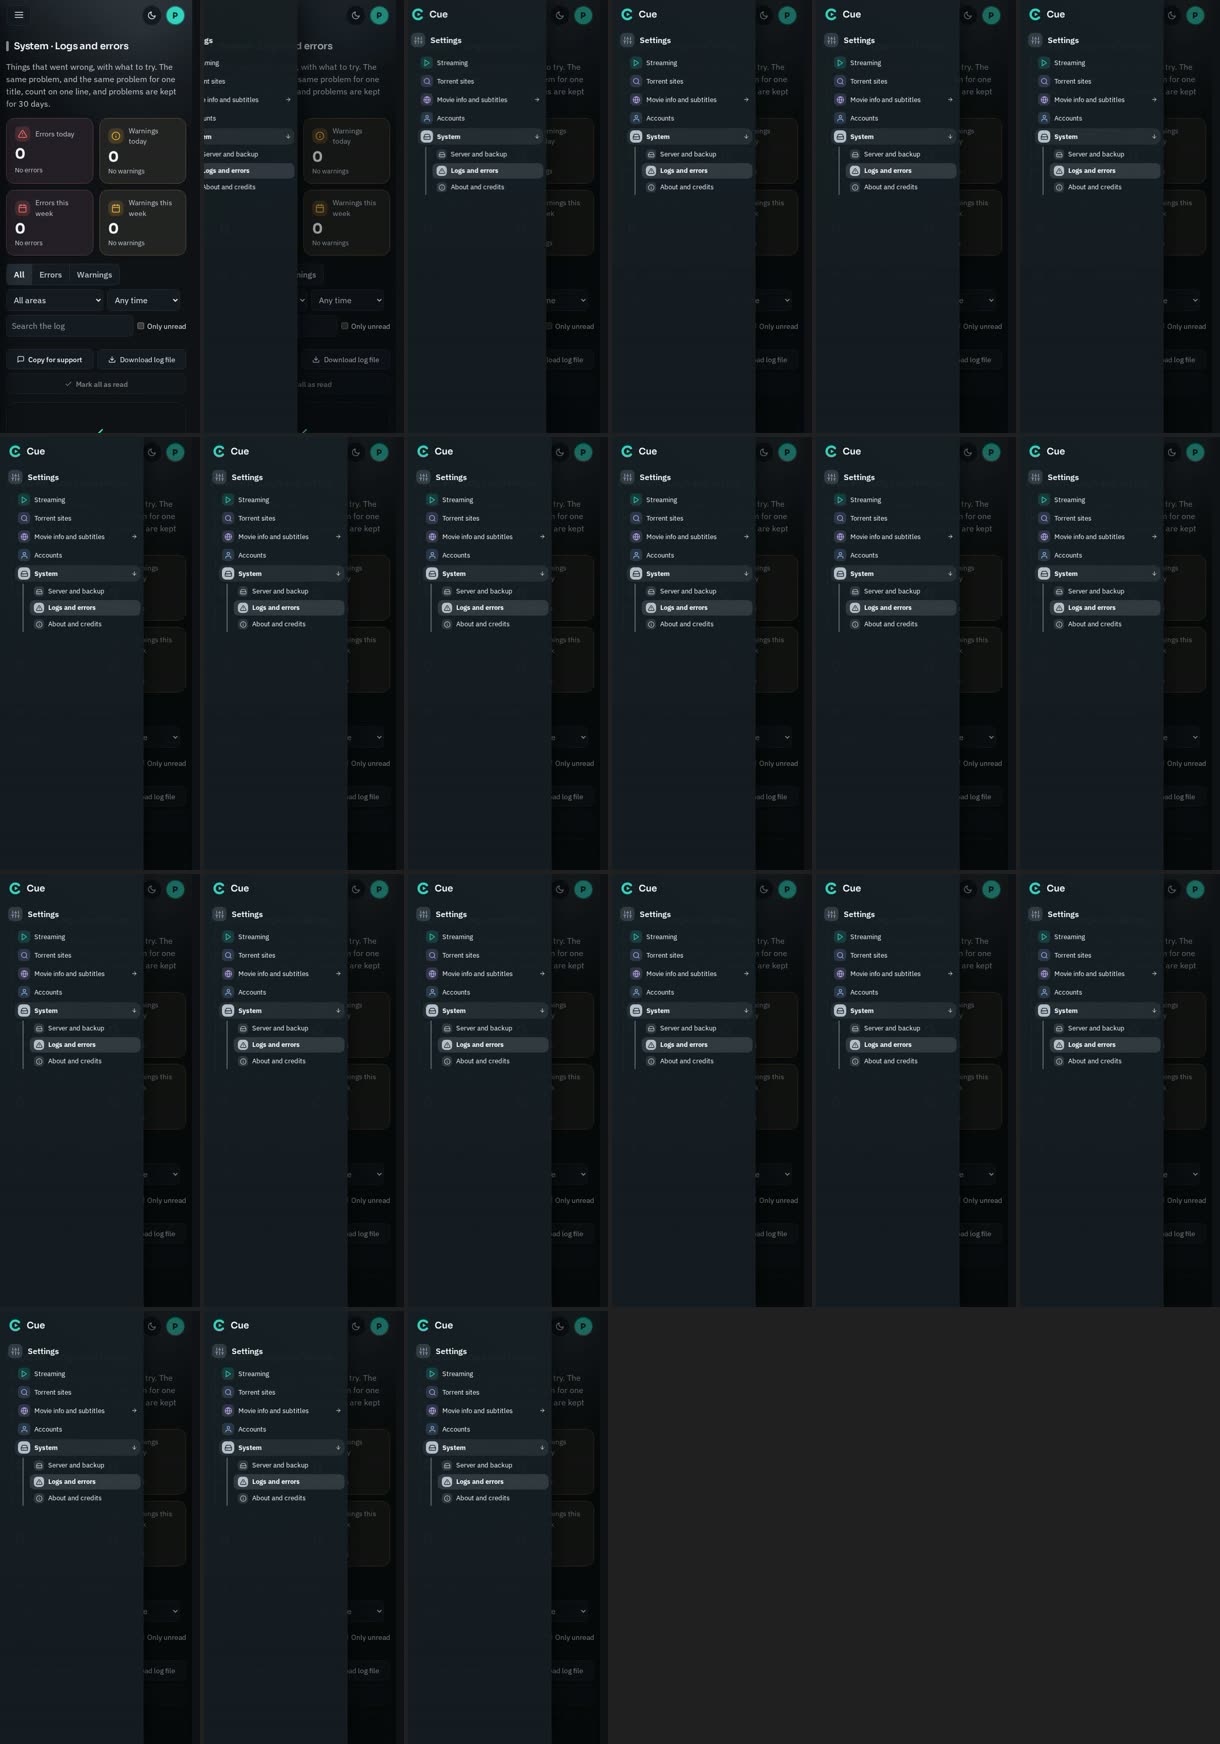 P
System · Logs and errors
Things that went wrong, with what to try. The
same problem, and the same problem for one
title, count on one line, and problems are kept
for 30 days.
Errors today
0
No errors
Warnings
today
0
No warnings
Errors this
week
0
No errors
Warnings this
week
0
No warnings
All
Errors
Warnings
All areas
Any time
Search the log
Only unread
Copy for support
Download log file
Mark all as read
Cue
Settings
Streaming
Torrent sites
Movie info and subtitles
Accounts
System
Server and backup
Logs and errors
About and credits